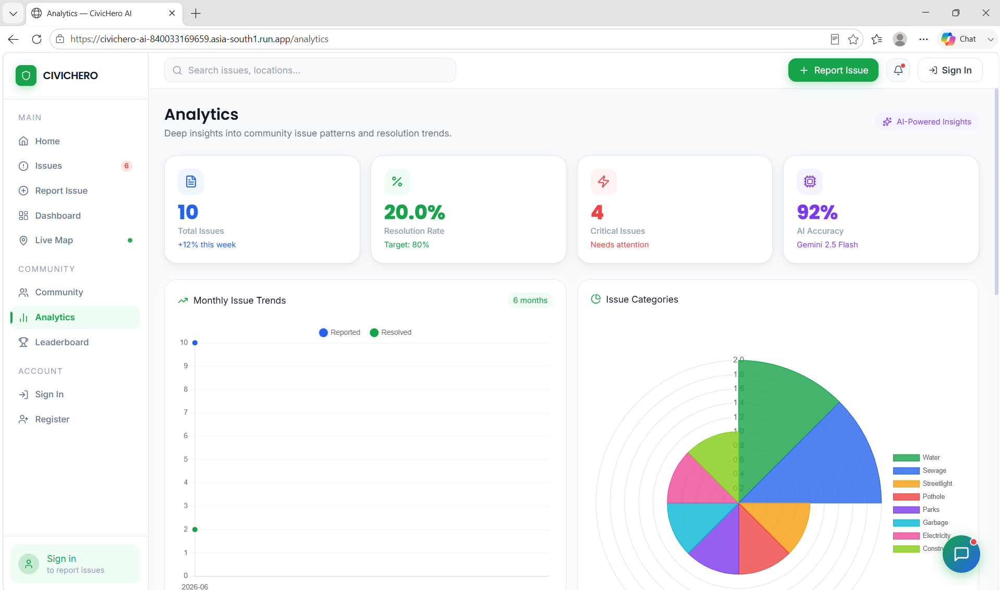 Analytics — CivicHero AI
https://civichero-ai-840033169659.asia-south1.run.app/analytics
Chat
CIVICHERO
Search issues, locations...
Report Issue
Sign In
MAIN
Home
Issues 6
Report Issue
Dashboard
Live Map
COMMUNITY
Community
Analytics
Leaderboard
ACCOUNT
Sign In
Register
Sign in
to report issues
Analytics
Deep insights into community issue patterns and resolution trends.
AI-Powered Insights
10
Total Issues
+12% this week
20.0%
Resolution Rate
Target: 80%
4
Critical Issues
Needs attention
92%
AI Accuracy
Gemini 2.5 Flash
Monthly Issue Trends
6 months
Reported Resolved
10
9
8
7
6
5
4
3
2
1
0
2026-06
Issue Categories
2.0
1.8
1.6
1.4
1.2
1.0
0.8
0.6
0.4
0.2
Water
Sewage
Streetlight
Pothole
Parks
Garbage
Electricity